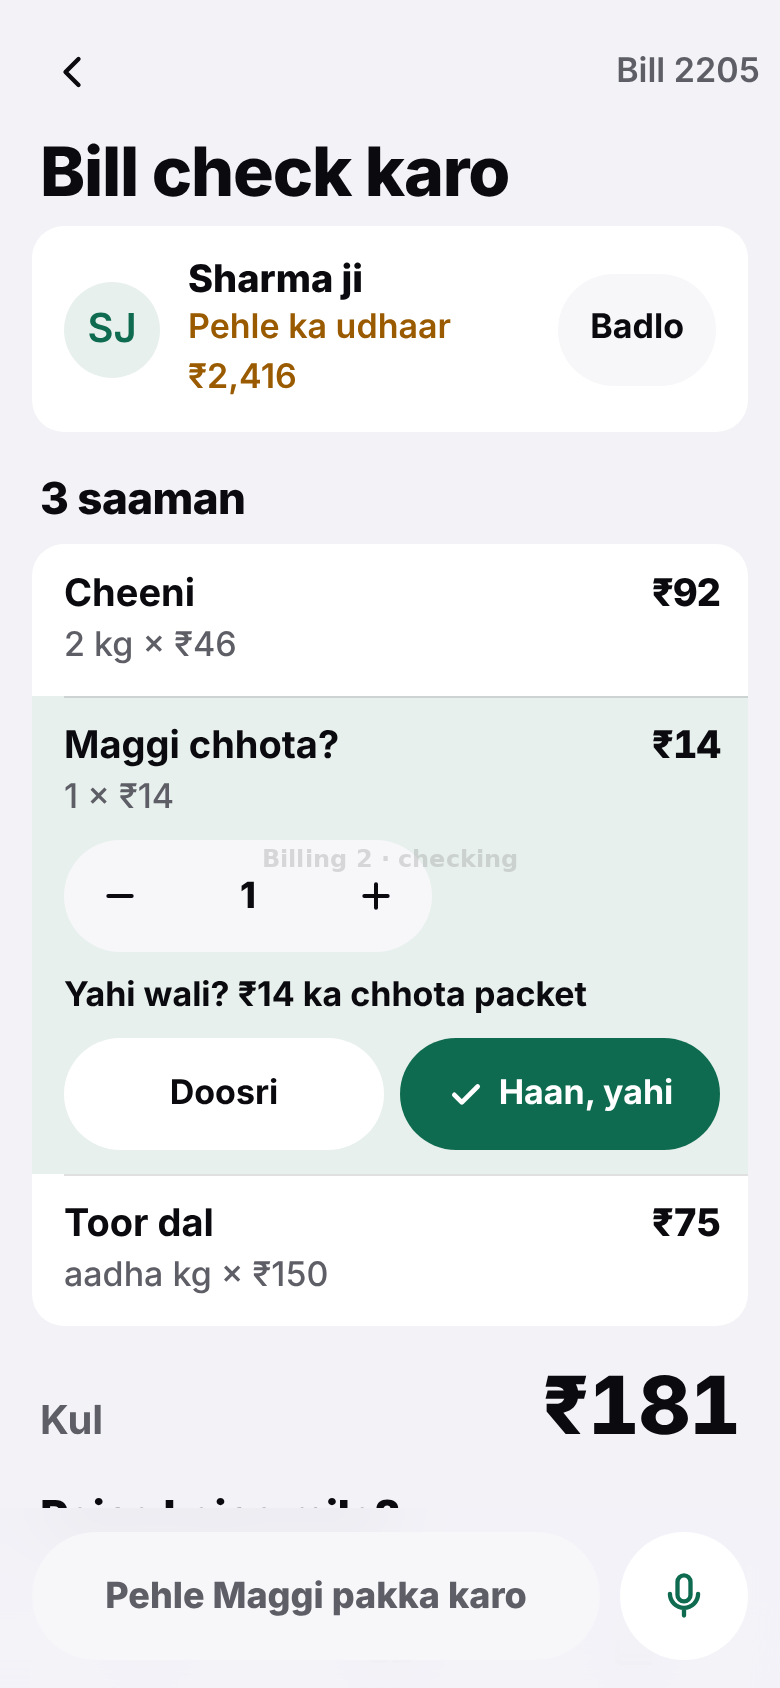 Bill 2205
Bill check karo
SJ
Sharma ji
Pehle ka udhaar
₹2,416
Badlo
3 saaman
Cheeni
₹92
2 kg × ₹46
Maggi chhota?
₹14
1 × ₹14
Billing 2 · checking
− 1 +
Yahi wali? ₹14 ka chhota packet
Doosri
Haan, yahi
Toor dal
₹75
aadha kg × ₹150
Kul
₹181
Pehle Maggi pakka karo